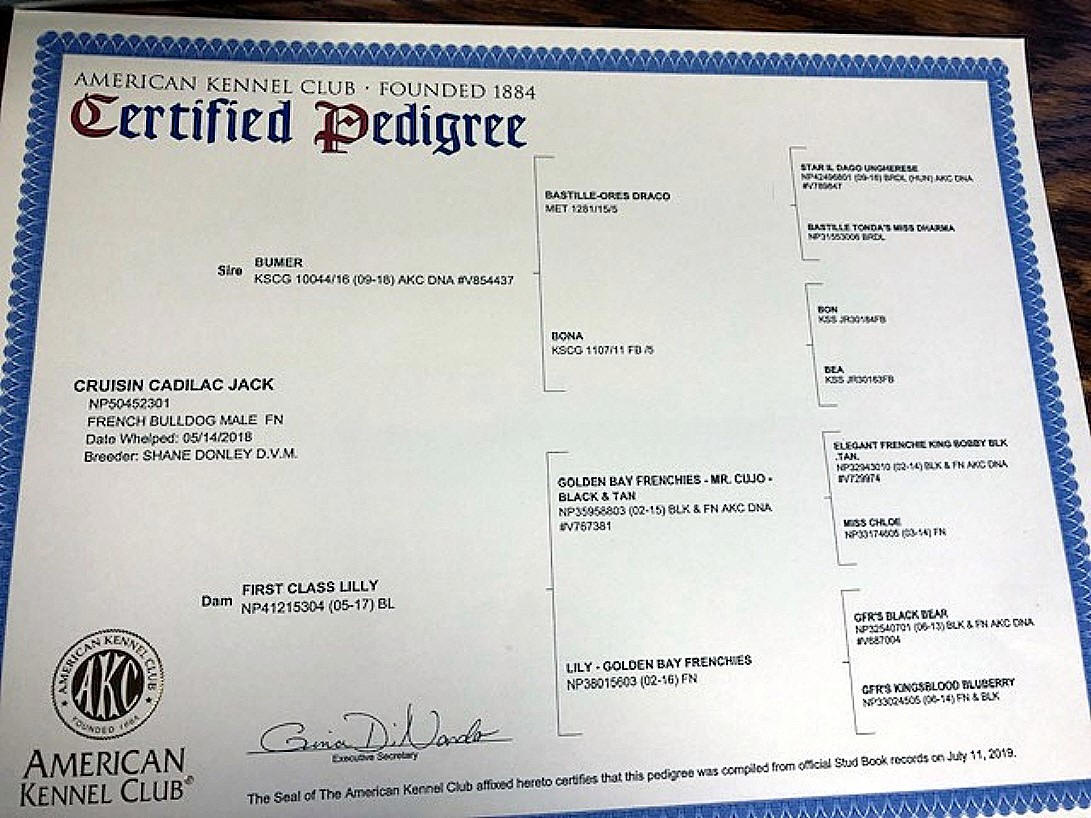 AMERICAN KENNEL CLUB · FOUNDED 1884
Certified Pedigree
STAR IL DAGO UNGHERESE
NP42496801 (09-16) BRDL (HUN) AKC DNA
#V789847
BASTILLE-ORES DRACO
MET 1281/15/5
BASTILLE TONDA'S MISS DHARMA
NP31553006 BRDL
Sire BUMER
KSCG 10044/16 (09-18) AKC DNA #V854437
BON
KSS JR30184FB
BONA
KSCG 1107/11 FB /5
BEA
KSS JR30163FB
CRUISIN CADILAC JACK
NP50452301
FRENCH BULLDOG MALE FN
Date Whelped: 05/14/2018
Breeder: SHANE DONLEY D.V.M.
ELEGANT FRENCHIE KING BOBBY BLK
.TAN.
NP32943010 (02-14) BLK & FN AKC DNA
#V729974
GOLDEN BAY FRENCHIES - MR. CUJO -
BLACK & TAN
NP35958803 (02-15) BLK & FN AKC DNA
#V767381
MISS CHLOE
NP33174605 (03-14) FN
Dam FIRST CLASS LILLY
NP41215304 (05-17) BL
GFR'S BLACK BEAR
NP32540701 (06-13) BLK & FN AKC DNA
#V687004
LILY - GOLDEN BAY FRENCHIES
NP38015603 (02-16) FN
GFR'S KINGSBLOOD BLUBERRY
NP33024505 (06-14) FN & BLK
AMERICAN KENNEL CLUB
AKC
FOUNDED 1884
Gina DiNardo
Executive Secretary
AMERICAN
KENNEL CLUB®
The Seal of The American Kennel Club affixed hereto certifies that this pedigree was compiled from official Stud Book records on July 11, 2019.